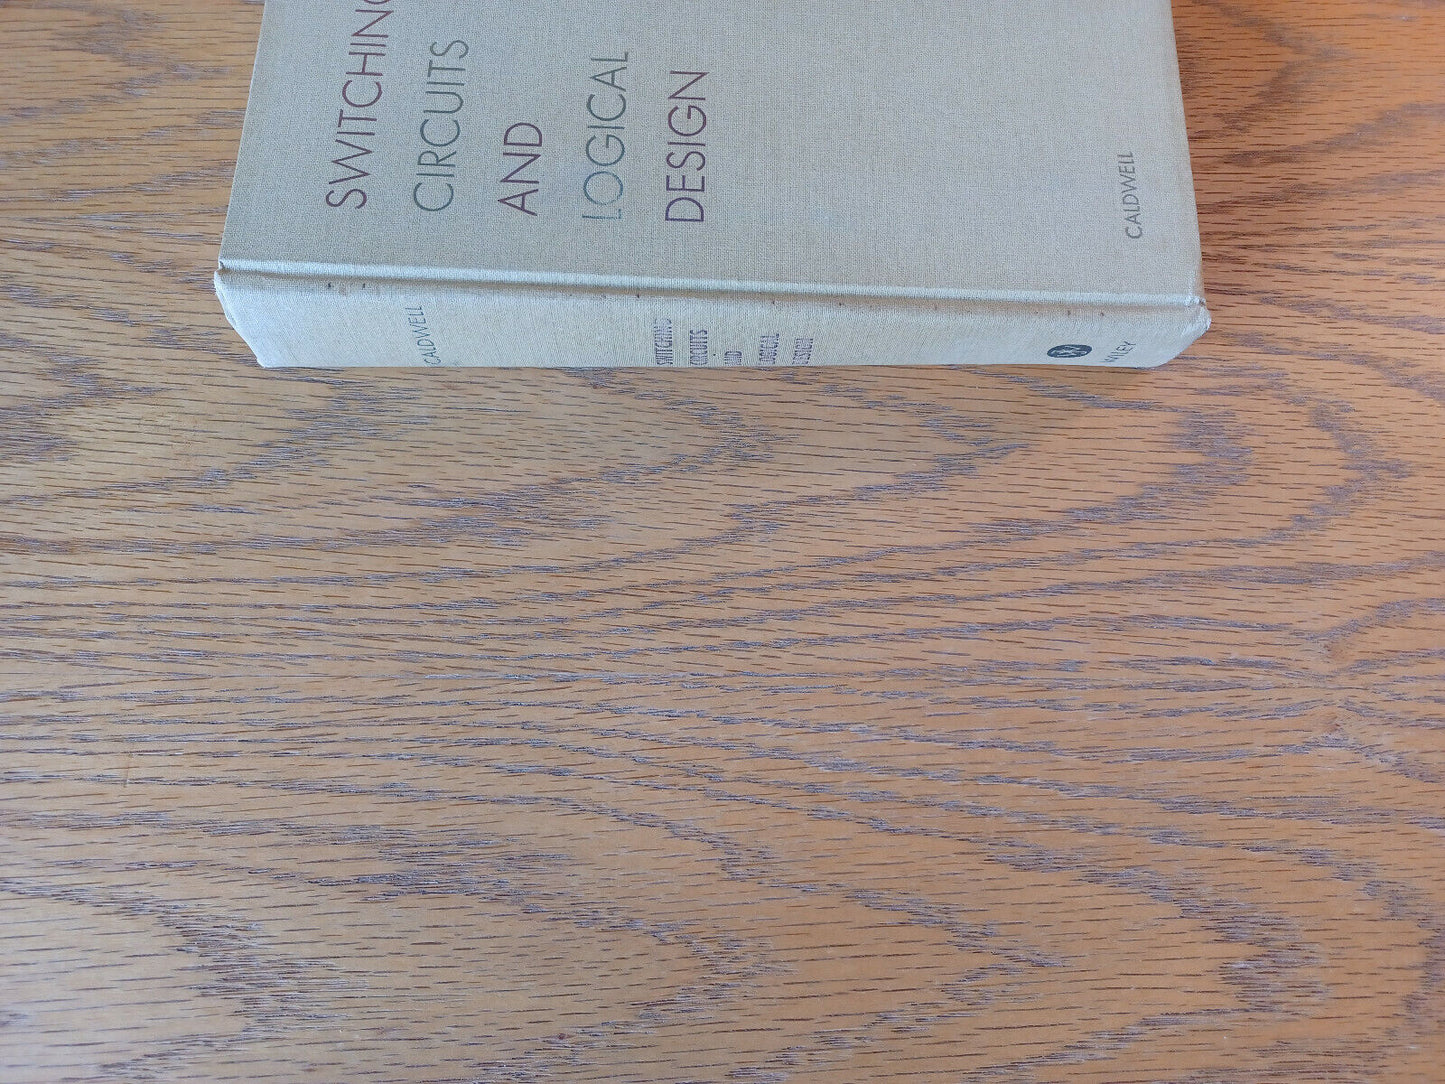 SWITCHING
CIRCUITS
AND
LOGICAL
DESIGN
CALDWELL
CALDWELL
SWITCHING
CIRCUITS
AND
LOGICAL
DESIGN
W
WILEY